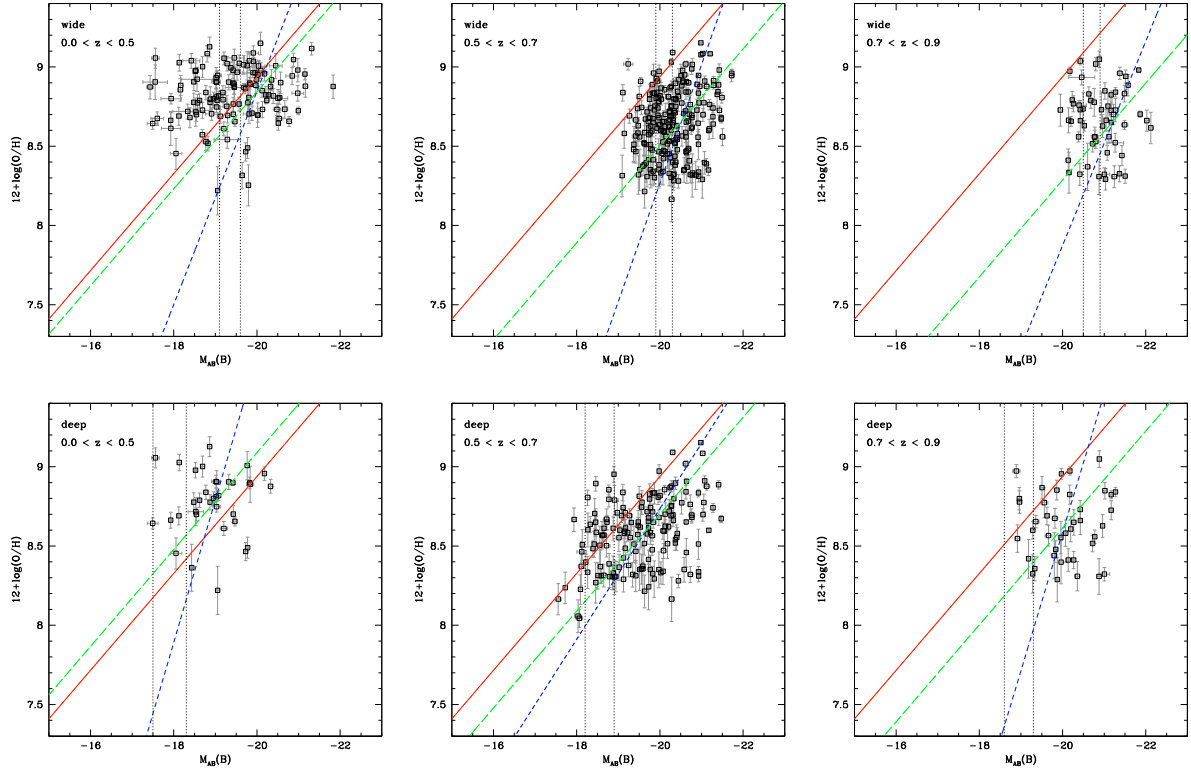 wide
0.0 < z < 0.5
9
8.5
8
7.5
12+log(O/H)
−16 −18 −20 −22
M_AB(B)
wide
0.5 < z < 0.7
9
8.5
8
7.5
12+log(O/H)
−16 −18 −20 −22
M_AB(B)
wide
0.7 < z < 0.9
9
8.5
8
7.5
12+log(O/H)
−16 −18 −20 −22
M_AB(B)
deep
0.0 < z < 0.5
9
8.5
8
7.5
12+log(O/H)
−16 −18 −20 −22
M_AB(B)
deep
0.5 < z < 0.7
9
8.5
8
7.5
12+log(O/H)
−16 −18 −20 −22
M_AB(B)
deep
0.7 < z < 0.9
9
8.5
8
7.5
12+log(O/H)
−16 −18 −20 −22
M_AB(B)